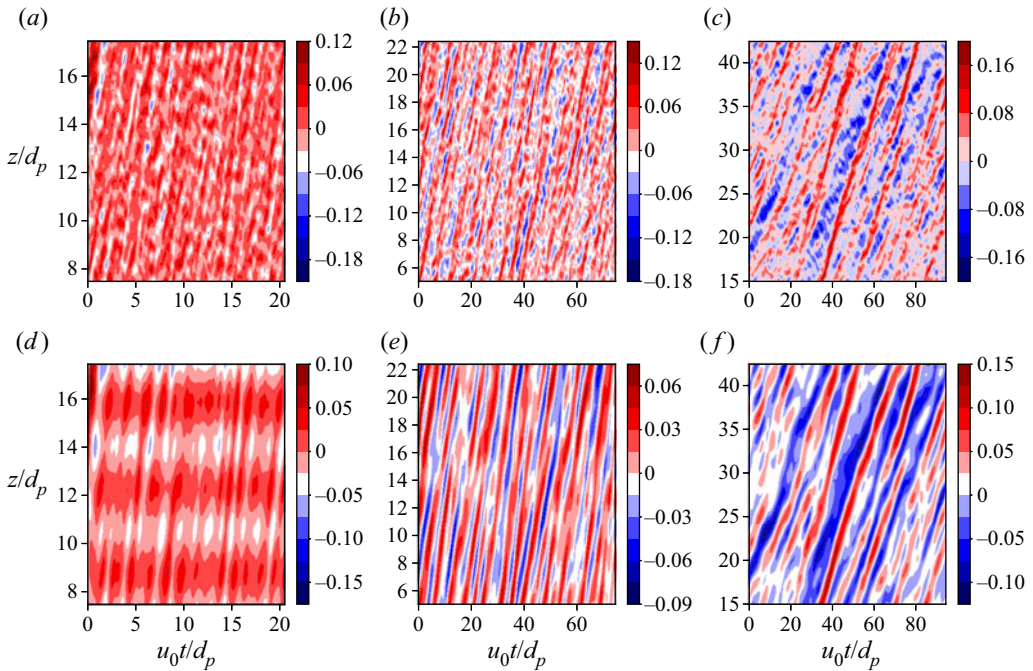 (a) (b) (c)
16 14 12 10 8
z/d_p
0 5 10 15 20
0.12 0.06 0 –0.06 –0.12 –0.18
22 20 18 16 14 12 10 8 6
0 20 40 60
0.12 0.06 0 –0.06 –0.12 –0.18
40 35 30 25 20 15
0 20 40 60 80
0.16 0.08 0 –0.08 –0.16
(d) (e) (f)
16 14 12 10 8
z/d_p
0 5 10 15 20
u_0t/d_p
0.10 0.05 0 –0.05 –0.10 –0.15
22 20 18 16 14 12 10 8 6
0 20 40 60
u_0t/d_p
0.06 0.03 0 –0.03 –0.06 –0.09
40 35 30 25 20 15
0 20 40 60 80
u_0t/d_p
0.15 0.10 0.05 0 –0.05 –0.10